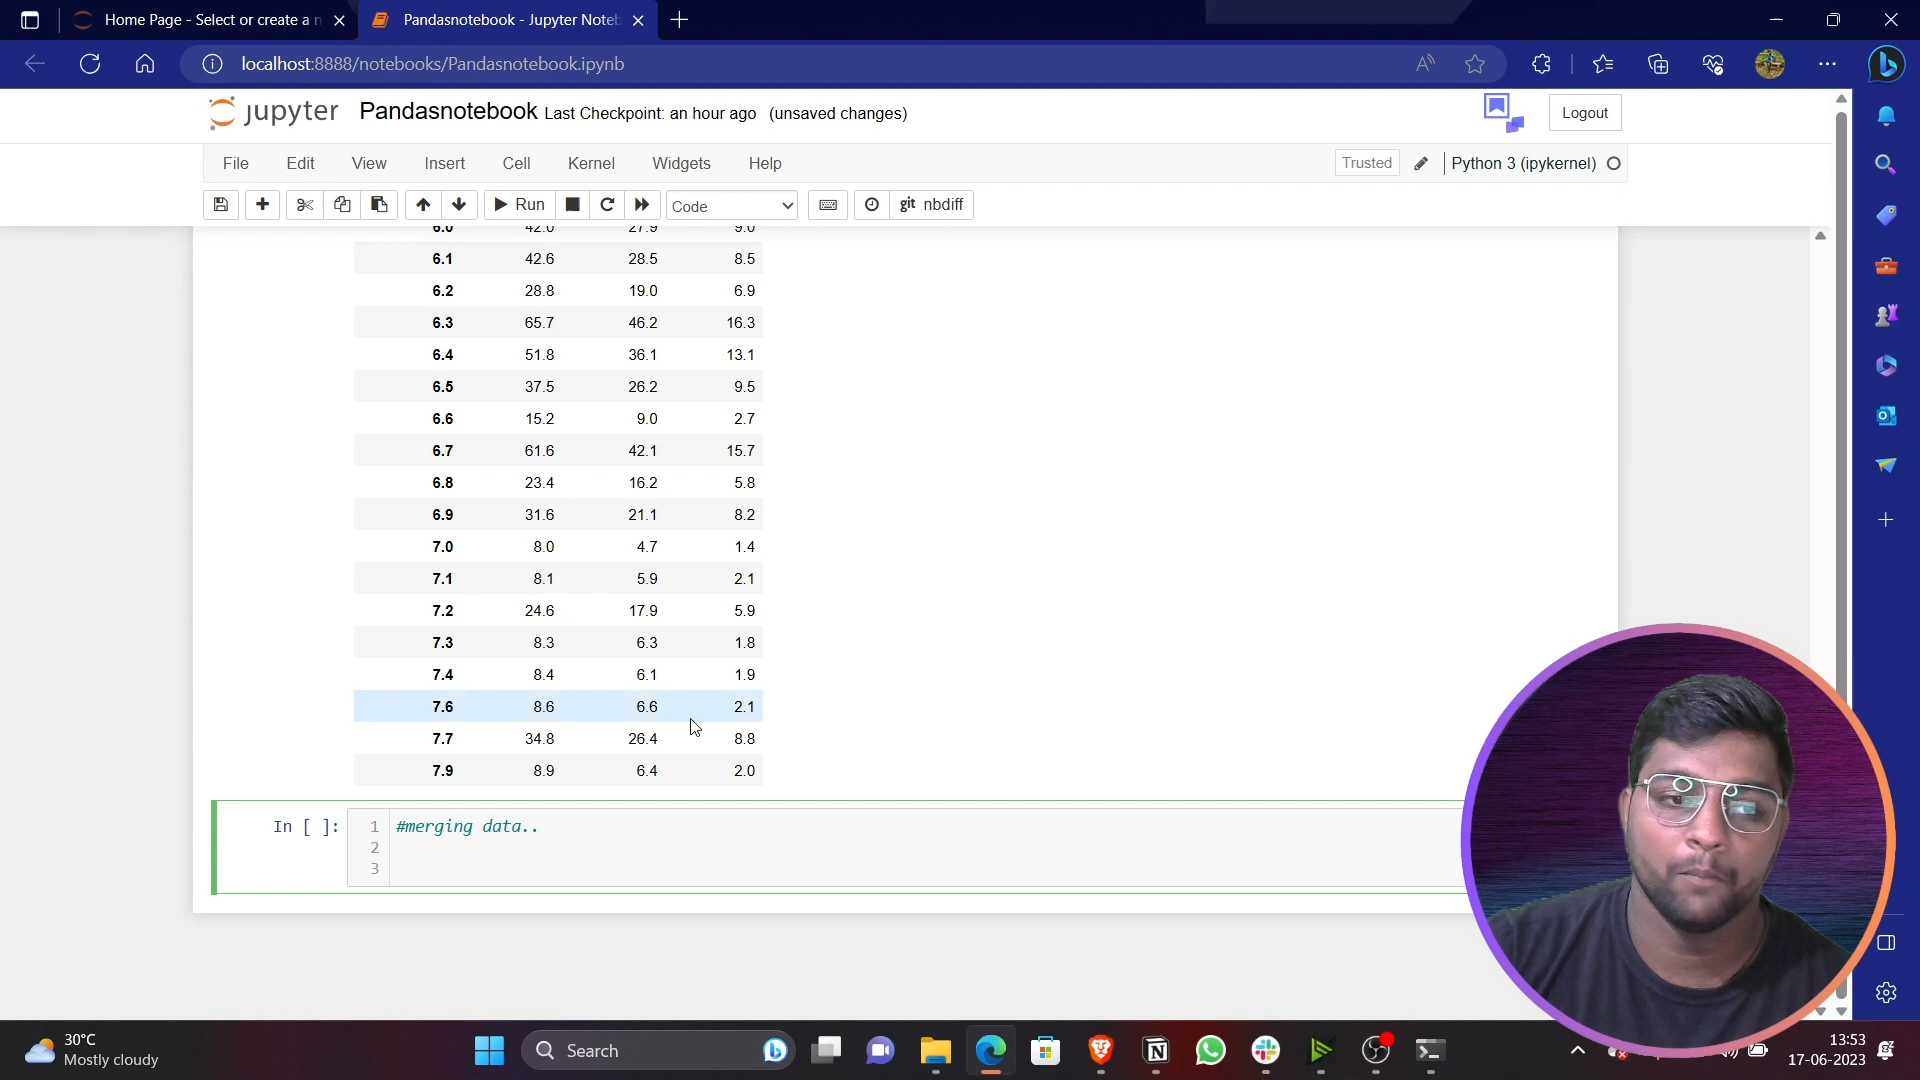 Home Page - Select or create a n
Pandasnotebook - Jupyter Noteb
localhost:8888/notebooks/Pandasnotebook.ipynb
jupyter Pandasnotebook Last Checkpoint: an hour ago (unsaved changes)
Logout
File Edit View Insert Cell Kernel Widgets Help
Trusted
Python 3 (ipykernel)
Run
Code
git nbdiff
6.0 42.0 27.9 9.0
6.1 42.6 28.5 8.5
6.2 28.8 19.0 6.9
6.3 65.7 46.2 16.3
6.4 51.8 36.1 13.1
6.5 37.5 26.2 9.5
6.6 15.2 9.0 2.7
6.7 61.6 42.1 15.7
6.8 23.4 16.2 5.8
6.9 31.6 21.1 8.2
7.0 8.0 4.7 1.4
7.1 8.1 5.9 2.1
7.2 24.6 17.9 5.9
7.3 8.3 6.3 1.8
7.4 8.4 6.1 1.9
7.6 8.6 6.6 2.1
7.7 34.8 26.4 8.8
7.9 8.9 6.4 2.0
In [ ]: 1 #merging data..
2
3
30°C
Mostly cloudy
Search
13:53
17-06-2023